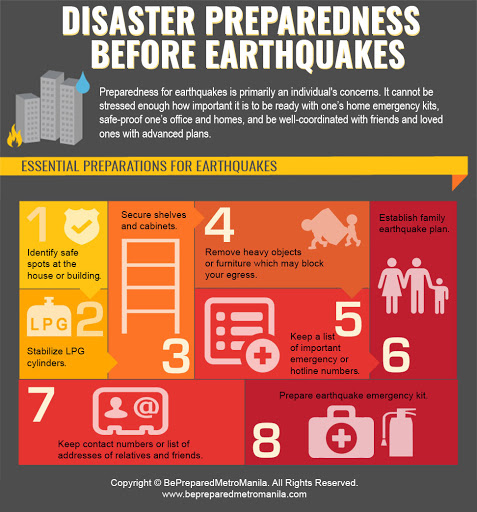 DISASTER PREPAREDNESS
BEFORE EARTHQUAKES
Preparedness for earthquakes is primarily an individual's concerns. It cannot be
stressed enough how important it is to be ready with one's home emergency kits,
safe-proof one's office and homes, and be well-coordinated with friends and loved
ones with advanced plans.
ESSENTIAL PREPARATIONS FOR EARTHQUAKES
1
Identify safe
spots at the
house or building.
LPG
2
Stabilize LPG
cylinders.
Secure shelves
and cabinets.
3
4
Remove heavy objects
or furniture which may block
your egress.
5
Keep a list
of important
emergency or
hotline numbers.
Establish family
earthquake plan.
6
7
@
Keep contact numbers or list of
addresses of relatives and friends.
Prepare earthquake emergency kit.
8
Copyright © BePreparedMetroManila. All Rights Reserved.
www.bepreparedmetromanila.com